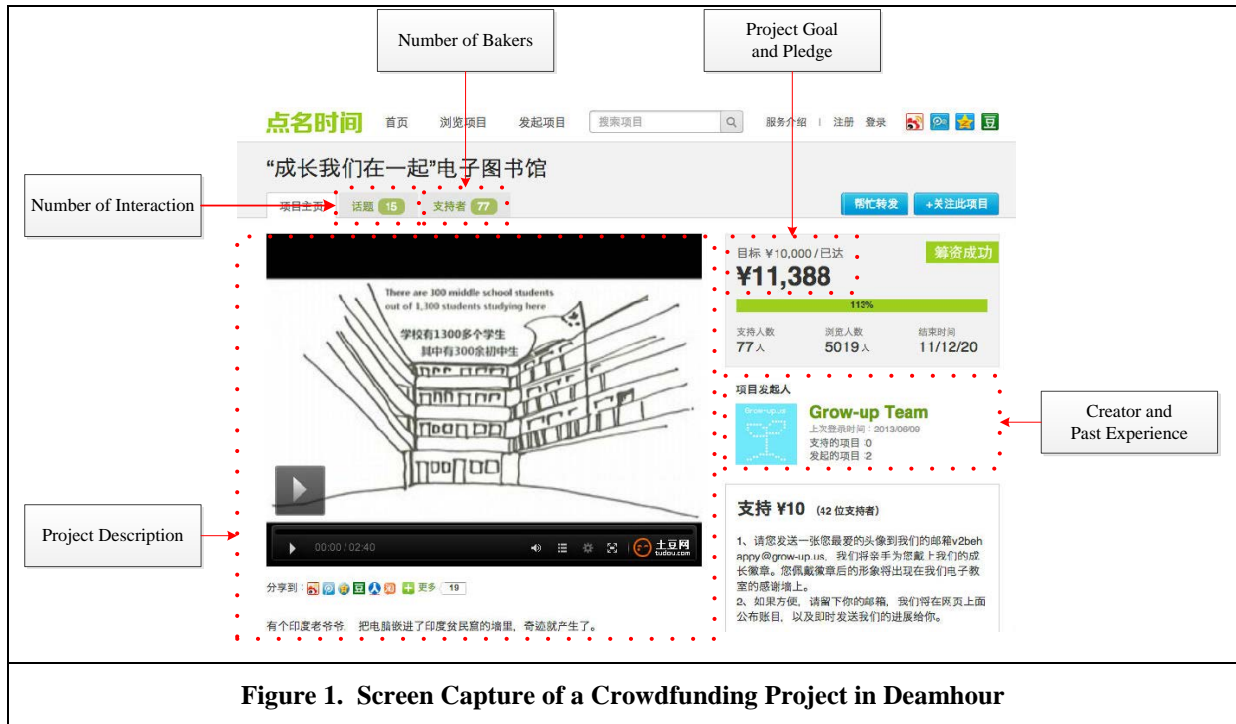 Number of Bakers
Project Goal
and Pledge
点名时间
首页
浏览项目
发起项目
搜索项目
服务介绍
注册
登录
豆
“成长我们在一起”电子图书馆
Number of Interaction
项目主页
话题 15
支持者 77
帮忙转发
+关注此项目
There are 300 middle school students
out of 1,300 students studying here
学校有1300多个学生
其中有300余初中生
00:00 / 02:40
土豆网
tudou.com
Project Description
分享到:
豆
人
更多
19
有个印度老爷爷, 把电脑嵌进了印度贫民窟的墙里, 奇迹就产生了。
目标 ¥10,000 / 已达
¥11,388
筹资成功
113%
支持人数
77人
浏览人数
5019人
结束时间
11/12/20
项目发起人
Grow-up.us
Grow-up Team
上次登录时间:2013/06/09
支持的项目:0
发起的项目:2
Creator and
Past Experience
支持 ¥10 (42 位支持者)
1、请您发送一张您最爱的头像到我们的邮箱v2beh
appy@grow-up.us, 我们将亲手为您戴上我们的成
长徽章。您佩戴徽章后的形象将出现在我们电子教
室的感谢墙上。
2、如果方便, 请留下你的邮箱, 我们将在网页上面
公布账目, 以及即时发送我们的进展给你。
Figure 1. Screen Capture of a Crowdfunding Project in Deamhour